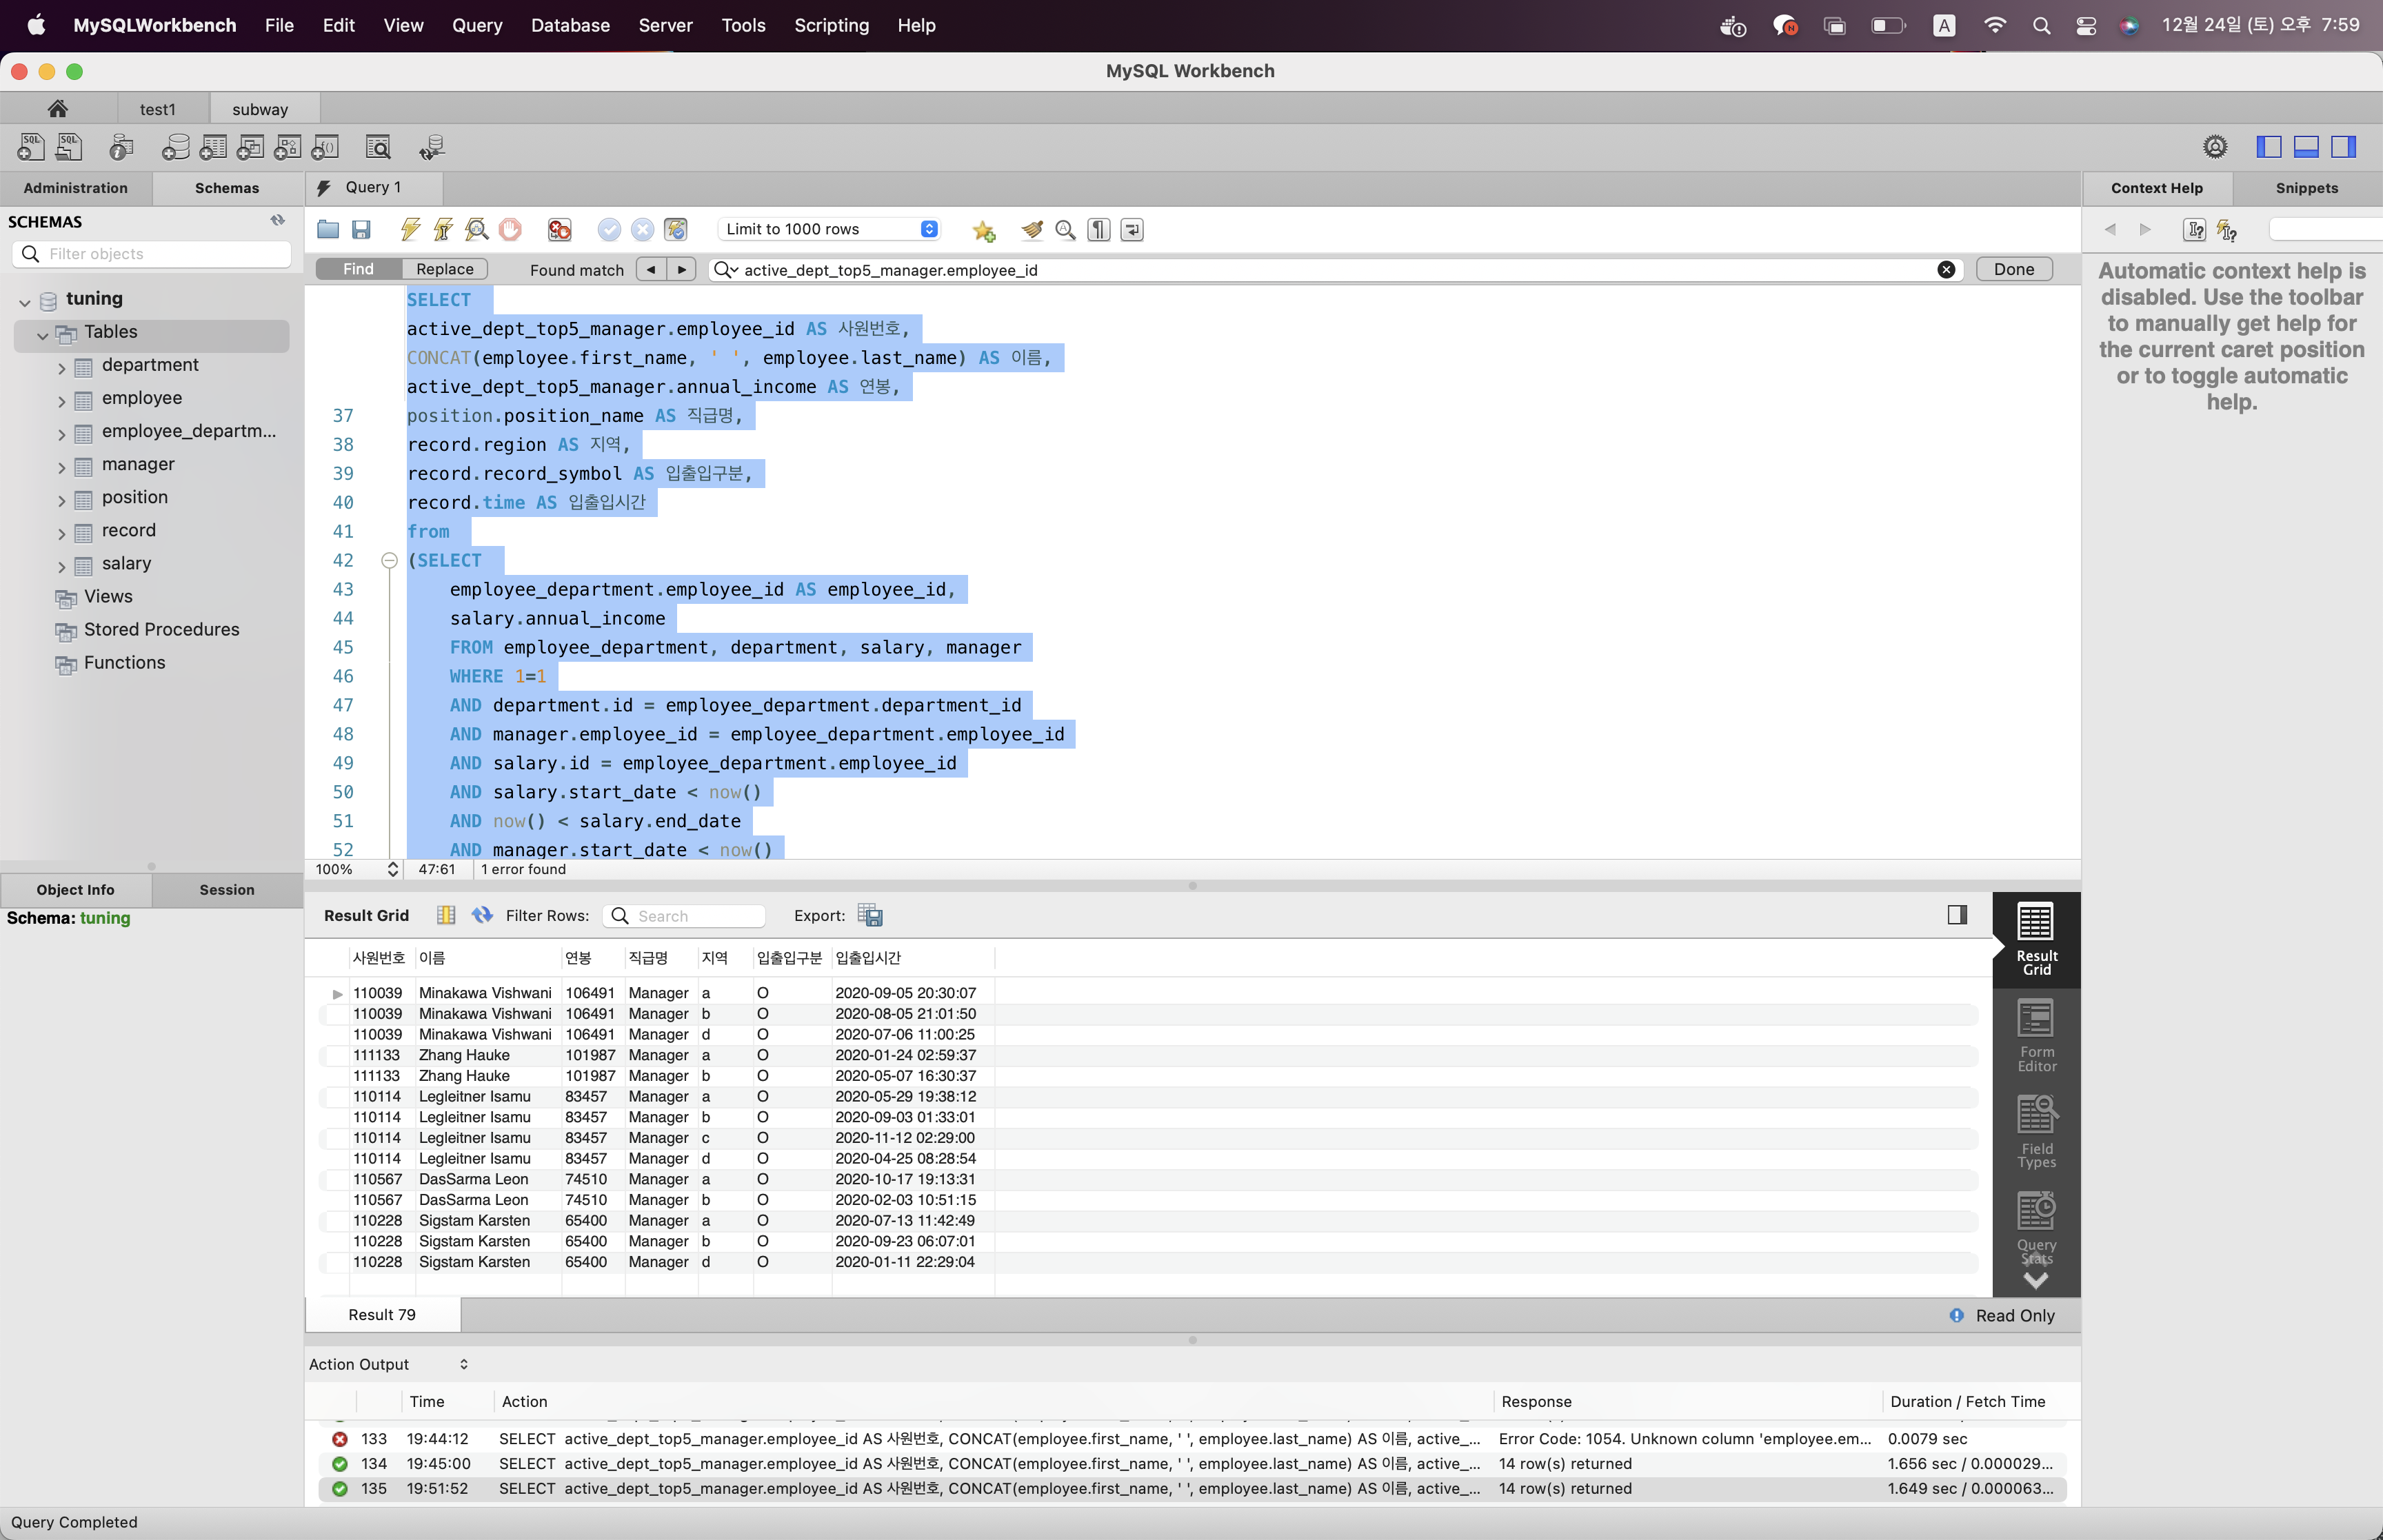 MySQLWorkbench File Edit View Query Database Server Tools Scripting Help A 12월 24일 (토) 오후 7:59
MySQL Workbench
test1 subway
Administration Schemas Query 1 Context Help Snippets
SCHEMAS
Filter objects
tuning
Tables
department
employee
employee_departm...
manager
position
record
salary
Views
Stored Procedures
Functions
Object Info Session
Schema: tuning
Limit to 1000 rows
Find Replace Found match active_dept_top5_manager.employee_id Done
SELECT
active_dept_top5_manager.employee_id AS 사원번호,
CONCAT(employee.first_name, ' ', employee.last_name) AS 이름,
active_dept_top5_manager.annual_income AS 연봉,
37 position.position_name AS 직급명,
38 record.region AS 지역,
39 record.record_symbol AS 입출입구분,
40 record.time AS 입출입시간
41 from
42 (SELECT
43 employee_department.employee_id AS employee_id,
44 salary.annual_income
45 FROM employee_department, department, salary, manager
46 WHERE 1=1
47 AND department.id = employee_department.department_id
48 AND manager.employee_id = employee_department.employee_id
49 AND salary.id = employee_department.employee_id
50 AND salary.start_date < now()
51 AND now() < salary.end_date
52 AND manager.start_date < now()
100% 47:61 1 error found
Automatic context help is
disabled. Use the toolbar
to manually get help for
the current caret position
or to toggle automatic
help.
Result Grid Filter Rows: Search Export:
사원번호 이름 연봉 직급명 지역 입출입구분 입출입시간
110039 Minakawa Vishwani 106491 Manager a O 2020-09-05 20:30:07
110039 Minakawa Vishwani 106491 Manager b O 2020-08-05 21:01:50
110039 Minakawa Vishwani 106491 Manager d O 2020-07-06 11:00:25
111133 Zhang Hauke 101987 Manager a O 2020-01-24 02:59:37
111133 Zhang Hauke 101987 Manager b O 2020-05-07 16:30:37
110114 Legleitner Isamu 83457 Manager a O 2020-05-29 19:38:12
110114 Legleitner Isamu 83457 Manager b O 2020-09-03 01:33:01
110114 Legleitner Isamu 83457 Manager c O 2020-11-12 02:29:00
110114 Legleitner Isamu 83457 Manager d O 2020-04-25 08:28:54
110567 DasSarma Leon 74510 Manager a O 2020-10-17 19:13:31
110567 DasSarma Leon 74510 Manager b O 2020-02-03 10:51:15
110228 Sigstam Karsten 65400 Manager a O 2020-07-13 11:42:49
110228 Sigstam Karsten 65400 Manager b O 2020-09-23 06:07:01
110228 Sigstam Karsten 65400 Manager d O 2020-01-11 22:29:04
Result
Grid
Form
Editor
Field
Types
Query
Stats
Result 79 Read Only
Action Output
Time Action Response Duration / Fetch Time
133 19:44:12 SELECT active_dept_top5_manager.employee_id AS 사원번호, CONCAT(employee.first_name, ' ', employee.last_name) AS 이름, active_... Error Code: 1054. Unknown column 'employee.em... 0.0079 sec
134 19:45:00 SELECT active_dept_top5_manager.employee_id AS 사원번호, CONCAT(employee.first_name, ' ', employee.last_name) AS 이름, active_... 14 row(s) returned 1.656 sec / 0.000029...
135 19:51:52 SELECT active_dept_top5_manager.employee_id AS 사원번호, CONCAT(employee.first_name, ' ', employee.last_name) AS 이름, active_... 14 row(s) returned 1.649 sec / 0.000063...
Query Completed